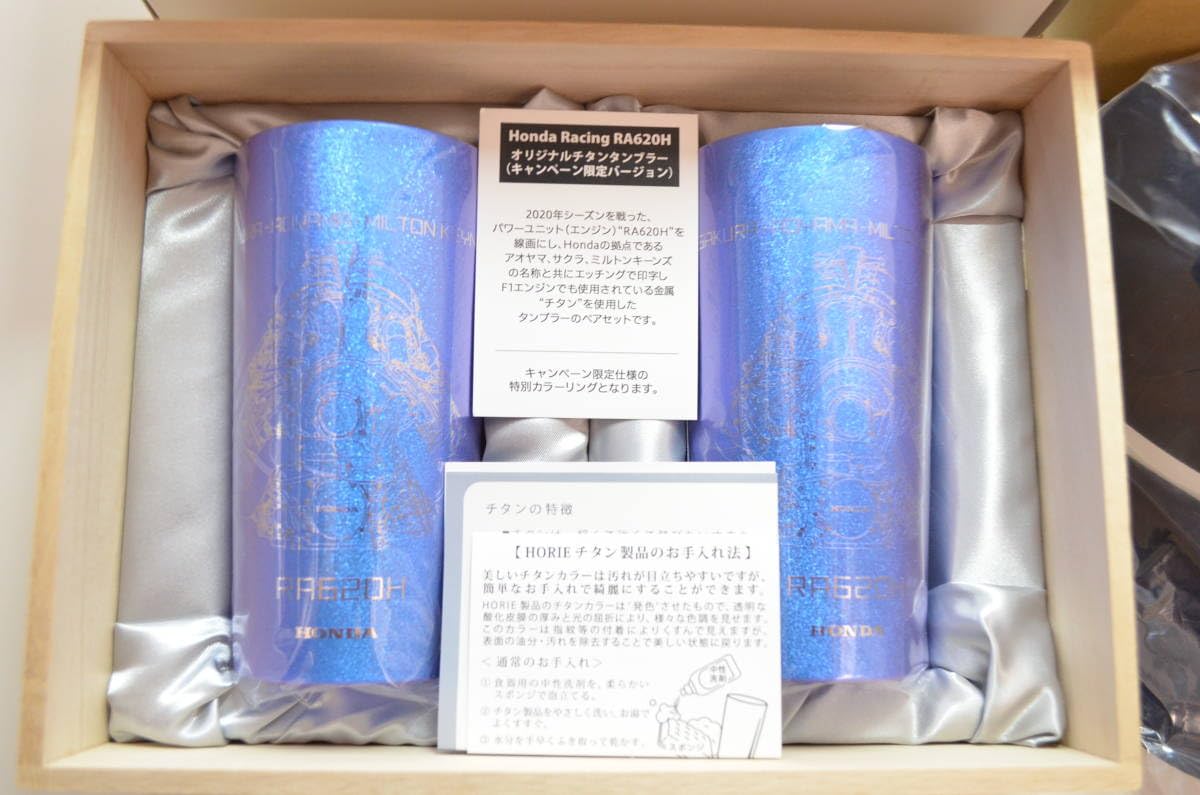 Honda Racing RA620H
オリジナルチタンタンブラー
(キャンペーン限定バージョン)
2020年シーズンを戦った、
パワーユニット(エンジン)“RA620H”を
線画にし、Hondaの拠点である
アオヤマ、サクラ、ミルトンキーンズ
の名称と共にエッチングで印字し
F1エンジンでも使用されている金属
“チタン”を使用した
タンブラーのペアセットです。
キャンペーン限定仕様の
特別カラーリングとなります。
MILTON KEYN
RA620H
HONDA
SAKURA-AOYAMA-MILT
RA620H
HONDA
チタンの特徴
【HORIEチタン製品のお手入れ法】
美しいチタンカラーは汚れが目立ちやすいですが、
簡単なお手入れで綺麗にすることができます。
HORIE製品のチタンカラーは“発色”させたもので、透明な
酸化皮膜の厚みと光の屈折により、様々な色調を見せます。
このカラーは指紋等の付着によりくすんで見えますが、
表面の油分・汚れを除去することで美しい状態に戻ります。
＜通常のお手入れ＞
①食器用の中性洗剤を、柔らかい
スポンジで泡立てる。
②チタン製品をやさしく洗い、お湯で
よくすすぐ。
③水分を手早くふき取って乾かす。
中性
洗剤
スポンジ